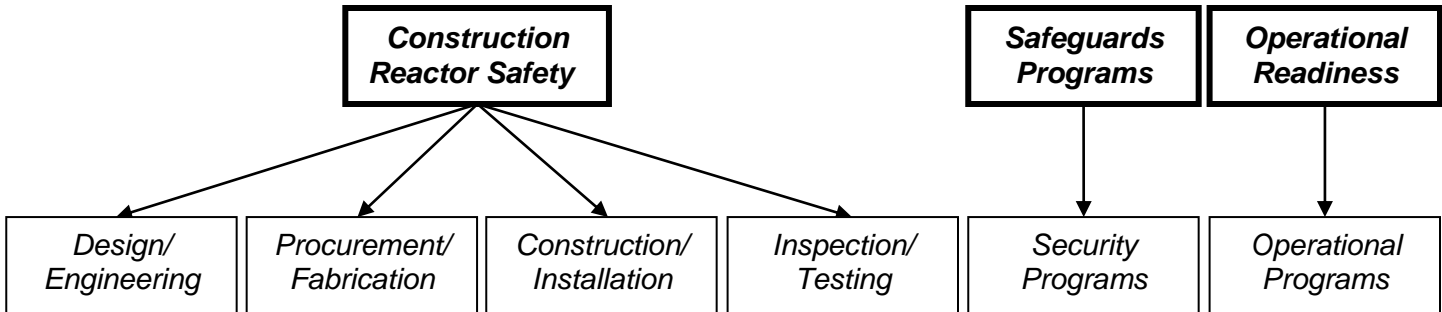 Construction
Reactor Safety
Safeguards
Programs
Operational
Readiness
Design/
Engineering
Procurement/
Fabrication
Construction/
Installation
Inspection/
Testing
Security
Programs
Operational
Programs